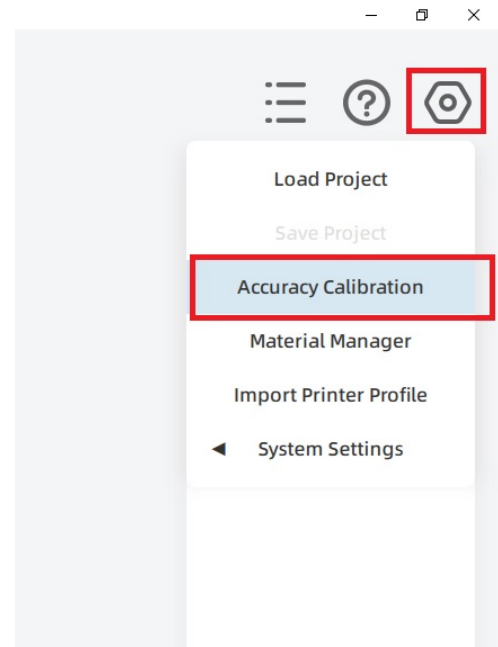 Load Project
Save Project
Accuracy Calibration
Material Manager
Import Printer Profile
System Settings